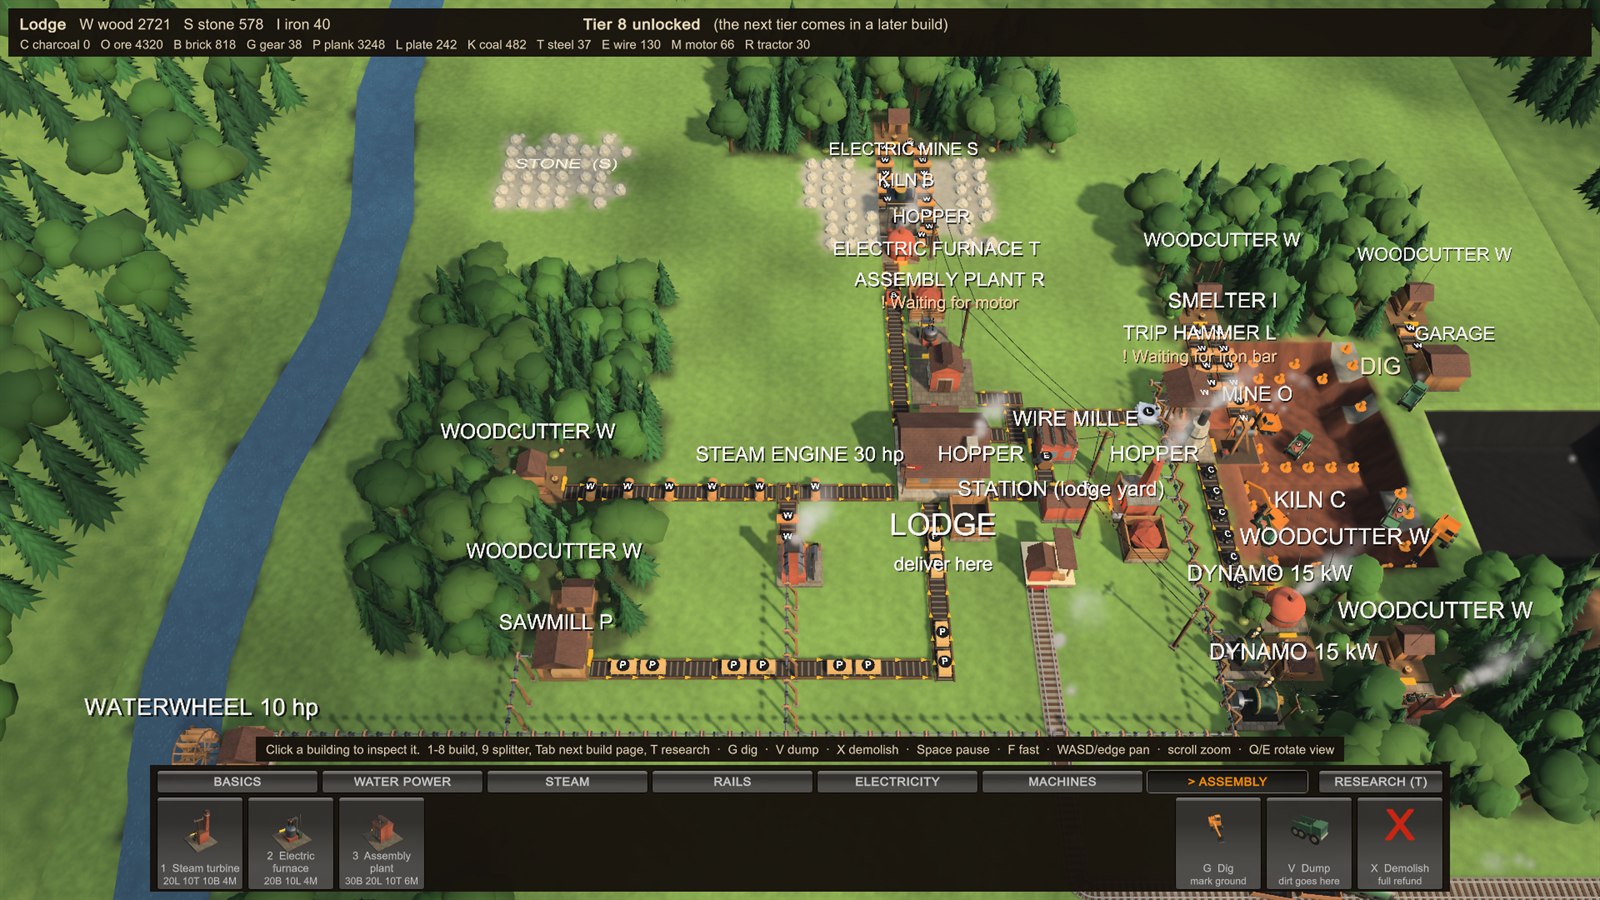 Lodge W wood 2721 S stone 578 I iron 40
Tier 8 unlocked (the next tier comes in a later build)
C charcoal 0 O ore 4320 B brick 818 G gear 38 P plank 3248 L plate 242 K coal 482 T steel 37 E wire 130 M motor 66 R tractor 30
STONE (S)
ELECTRIC MINE S
KILN B
HOPPER
ELECTRIC FURNACE T
ASSEMBLY PLANT R
! Waiting for motor
WOODCUTTER W
WOODCUTTER W
SMELTER I
TRIP HAMMER L
! Waiting for iron bar
GARAGE
DIG
MINE O
WIRE MILL E
WOODCUTTER W
STEAM ENGINE 30 hp
HOPPER
HOPPER
STATION (lodge yard)
KILN C
LODGE
deliver here
WOODCUTTER W
WOODCUTTER W
DYNAMO 15 kW
WOODCUTTER W
SAWMILL P
DYNAMO 15 kW
WATERWHEEL 10 hp
Click a building to inspect it. 1-8 build, 9 splitter, Tab next build page, T research · G dig · V dump · X demolish · Space pause · F fast · WASD/edge pan · scroll zoom · Q/E rotate view
BASICS
WATER POWER
STEAM
RAILS
ELECTRICITY
MACHINES
> ASSEMBLY
RESEARCH (T)
1 Steam turbine
20L 10T 10B 4M
2 Electric furnace
20B 10L 4M
3 Assembly plant
30B 20L 10T 6M
G Dig
mark ground
V Dump
dirt goes here
X Demolish
full refund